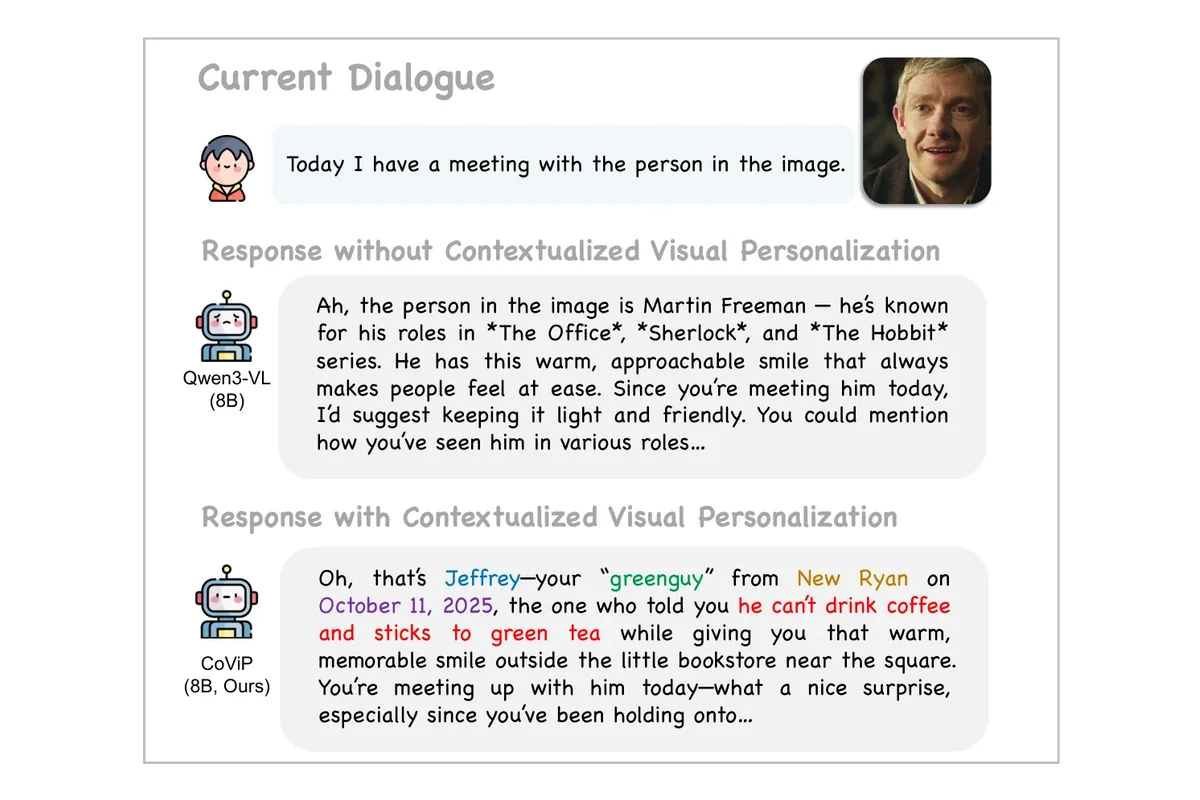 Current Dialogue
Today I have a meeting with the person in the image.
Response without Contextualized Visual Personalization
Ah, the person in the image is Martin Freeman — he's known
for his roles in *The Office*, *Sherlock*, and *The Hobbit*
series. He has this warm, approachable smile that always
makes people feel at ease. Since you're meeting him today,
I'd suggest keeping it light and friendly. You could mention
how you've seen him in various roles...
Qwen3-VL
(8B)
Response with Contextualized Visual Personalization
Oh, that's Jeffrey—your "greenguy" from New Ryan on
October 11, 2025, the one who told you he can't drink coffee
and sticks to green tea while giving you that warm,
memorable smile outside the little bookstore near the square.
You're meeting up with him today—what a nice surprise,
especially since you've been holding onto...
CoViP
(8B, Ours)